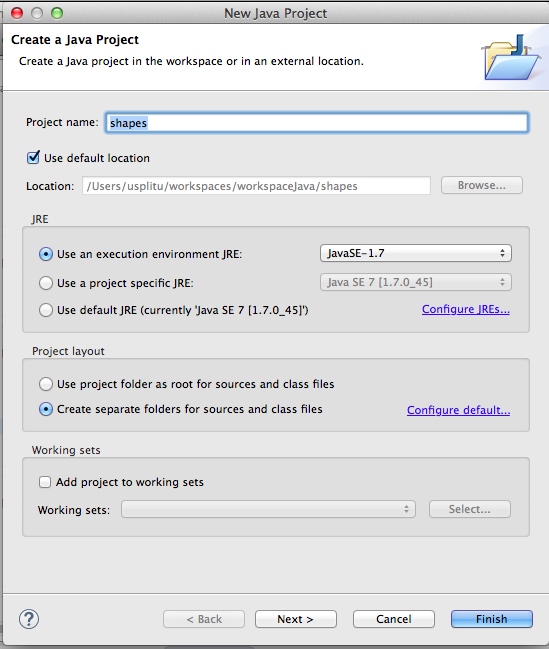 New Java Project
Create a Java Project
Create a Java project in the workspace or in an external location.
Project name: shapes
Use default location
Location: /Users/usplitu/workspaces/workspaceJava/shapes Browse...
JRE
Use an execution environment JRE: JavaSE-1.7
Use a project specific JRE: Java SE 7 [1.7.0_45]
Use default JRE (currently 'Java SE 7 [1.7.0_45]') Configure JREs...
Project layout
Use project folder as root for sources and class files
Create separate folders for sources and class files Configure default...
Working sets
Add project to working sets
Working sets: Select...
? < Back Next > Cancel Finish